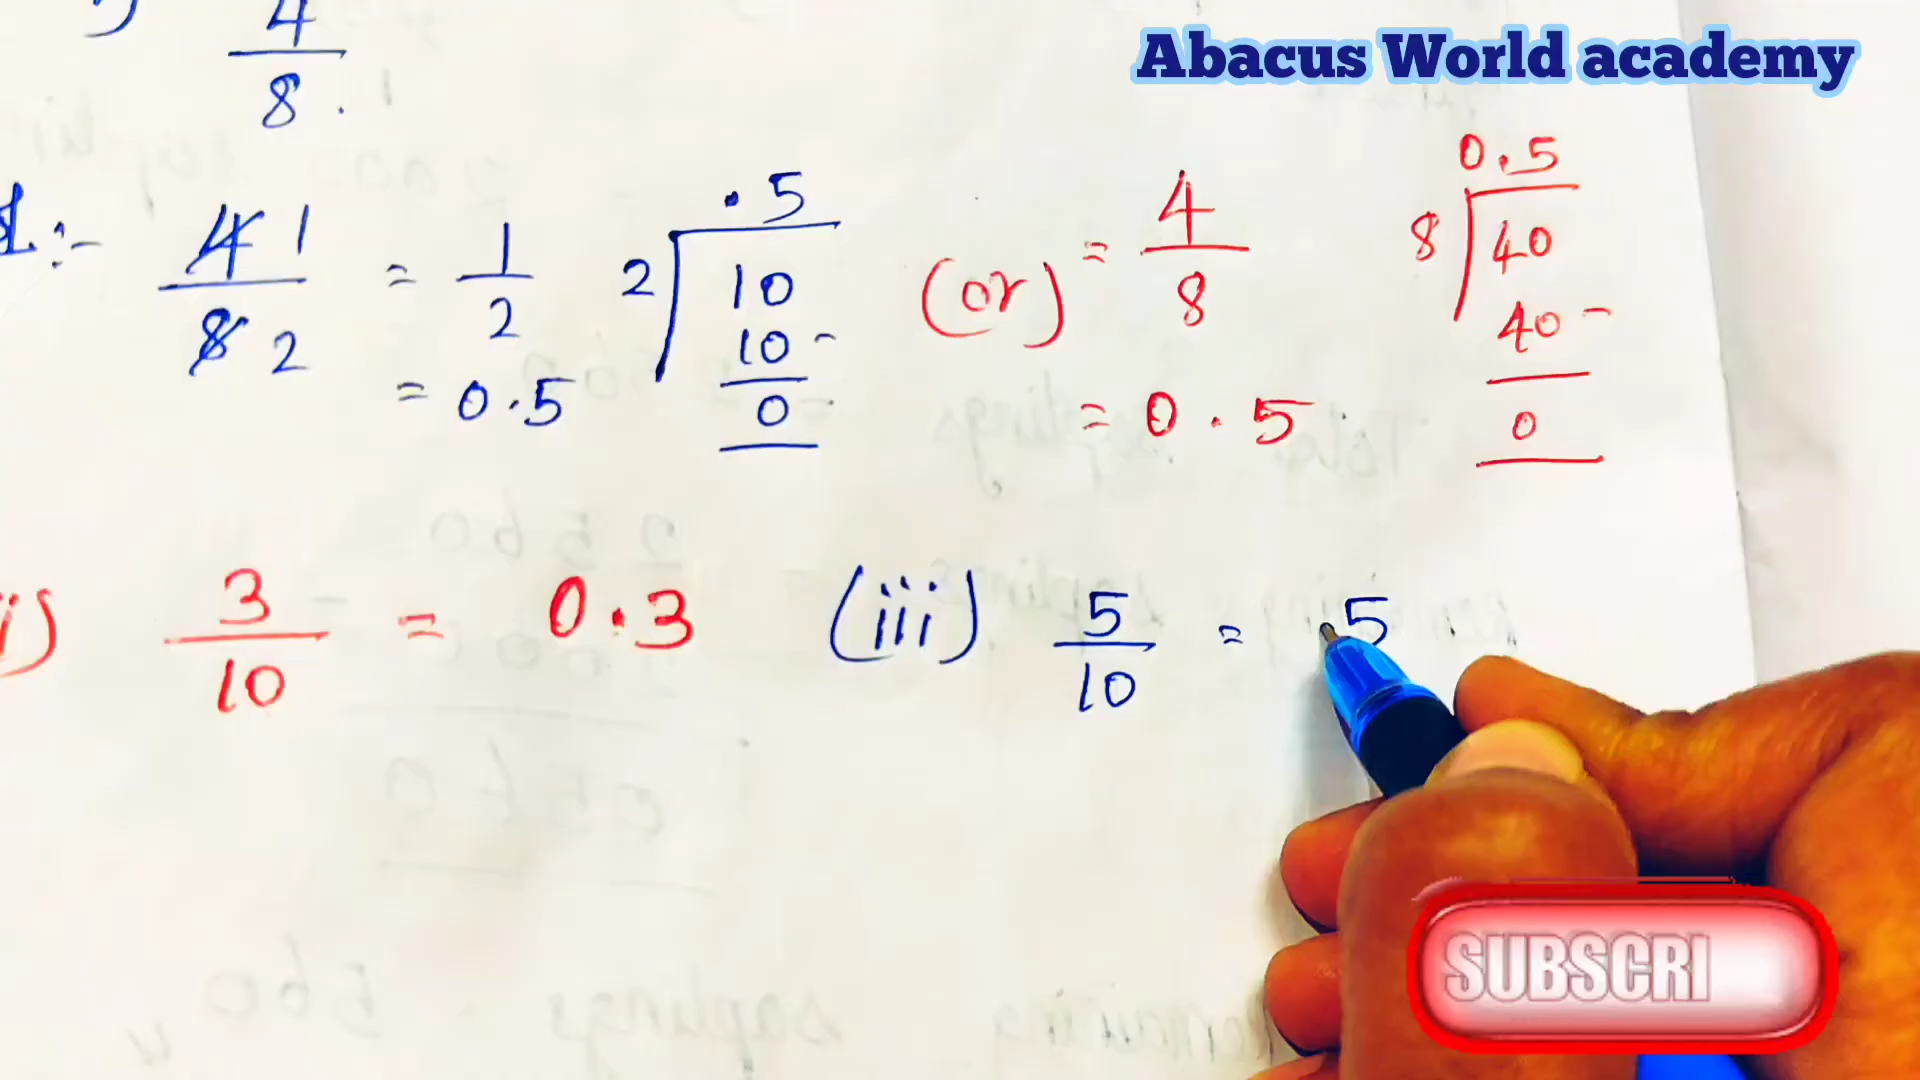 Abacus World academy
4
8.
4 1 = 1 2 10 .5
8 2 2 10 -
= 0.5 0
(or) = 4 8 40 0.5
8 40 -
= 0.5 0
3 = 0.3
10
(iii) 5 = 5
10
SUBSCRI